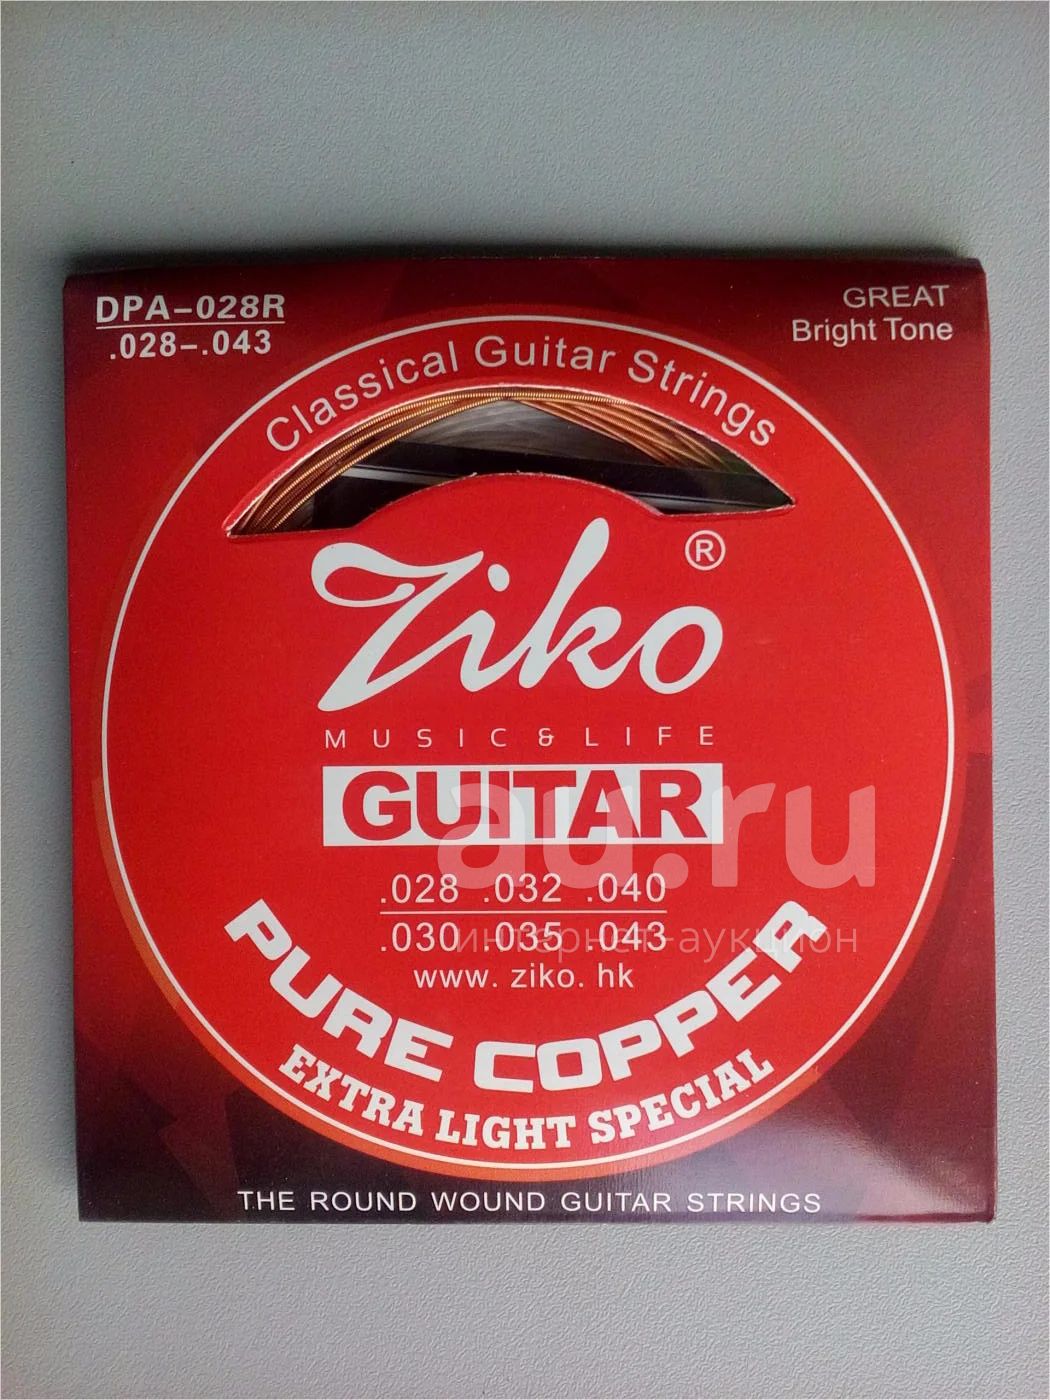 DPA-028R
.028-.043
GREAT
Bright Tone
Classical Guitar Strings
Ziko ®
MUSIC & LIFE
GUITAR
au.ru
.028 .032 .040
.030 .035 .043
интернет-аукцион
www. ziko. hk
PURE COPPER
EXTRA LIGHT SPECIAL
THE ROUND WOUND GUITAR STRINGS